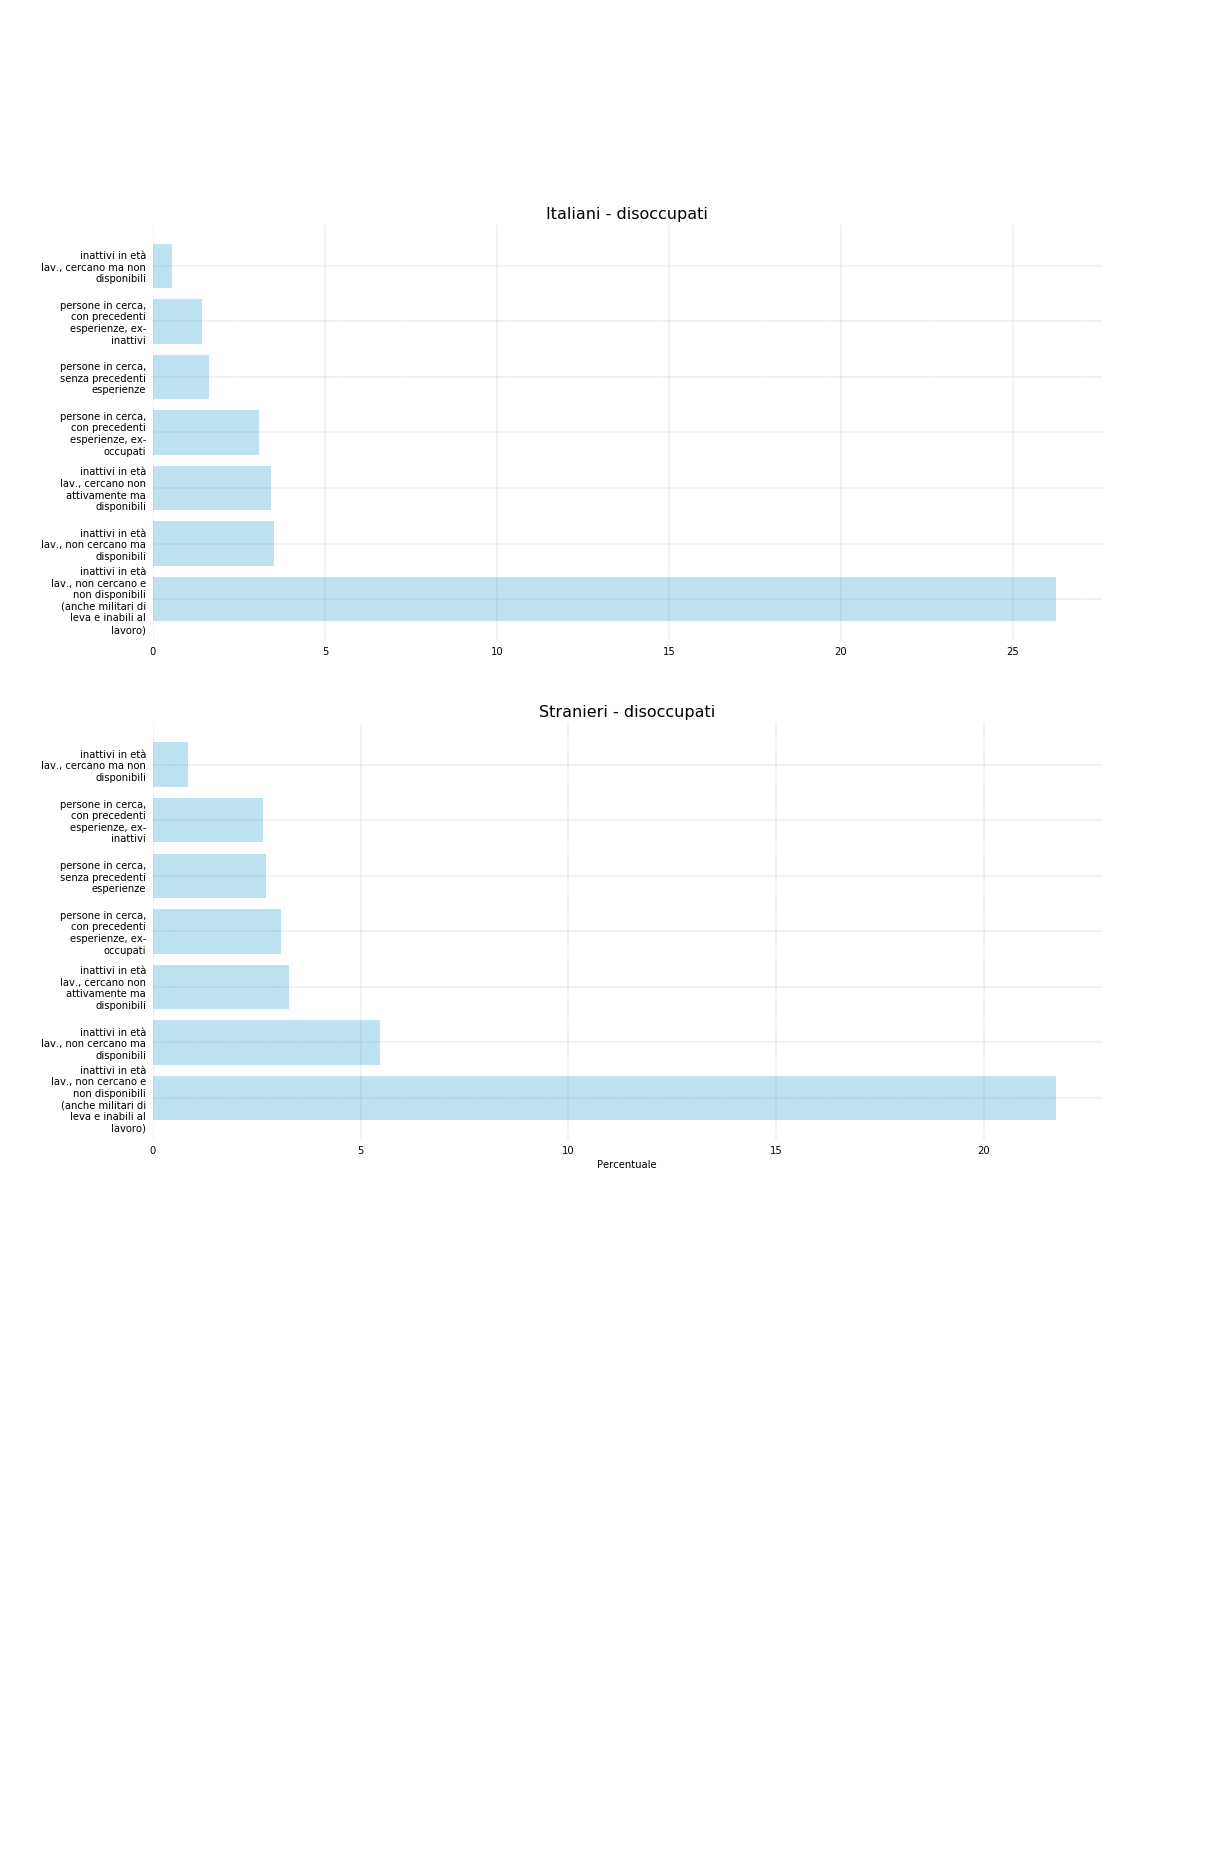 Italiani - disoccupati
inattivi in età
lav., cercano ma non
disponibili
persone in cerca,
con precedenti
esperienze, ex-
inattivi
persone in cerca,
senza precedenti
esperienze
persone in cerca,
con precedenti
esperienze, ex-
occupati
inattivi in età
lav., cercano non
attivamente ma
disponibili
inattivi in età
lav., non cercano ma
disponibili
inattivi in età
lav., non cercano e
non disponibili
(anche militari di
leva e inabili al
lavoro)
0 5 10 15 20 25
Stranieri - disoccupati
inattivi in età
lav., cercano ma non
disponibili
persone in cerca,
con precedenti
esperienze, ex-
inattivi
persone in cerca,
senza precedenti
esperienze
persone in cerca,
con precedenti
esperienze, ex-
occupati
inattivi in età
lav., cercano non
attivamente ma
disponibili
inattivi in età
lav., non cercano ma
disponibili
inattivi in età
lav., non cercano e
non disponibili
(anche militari di
leva e inabili al
lavoro)
0 5 10 15 20
Percentuale